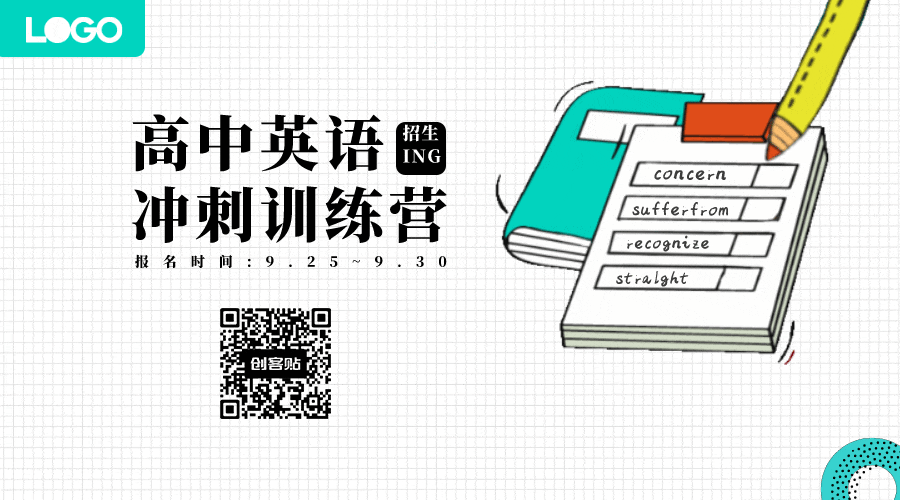 LOGO
高中英语
招生
ING
冲刺训练营
报名时间:9.25~9.30
创客贴
concern
sufferfrom
recognize
stralght